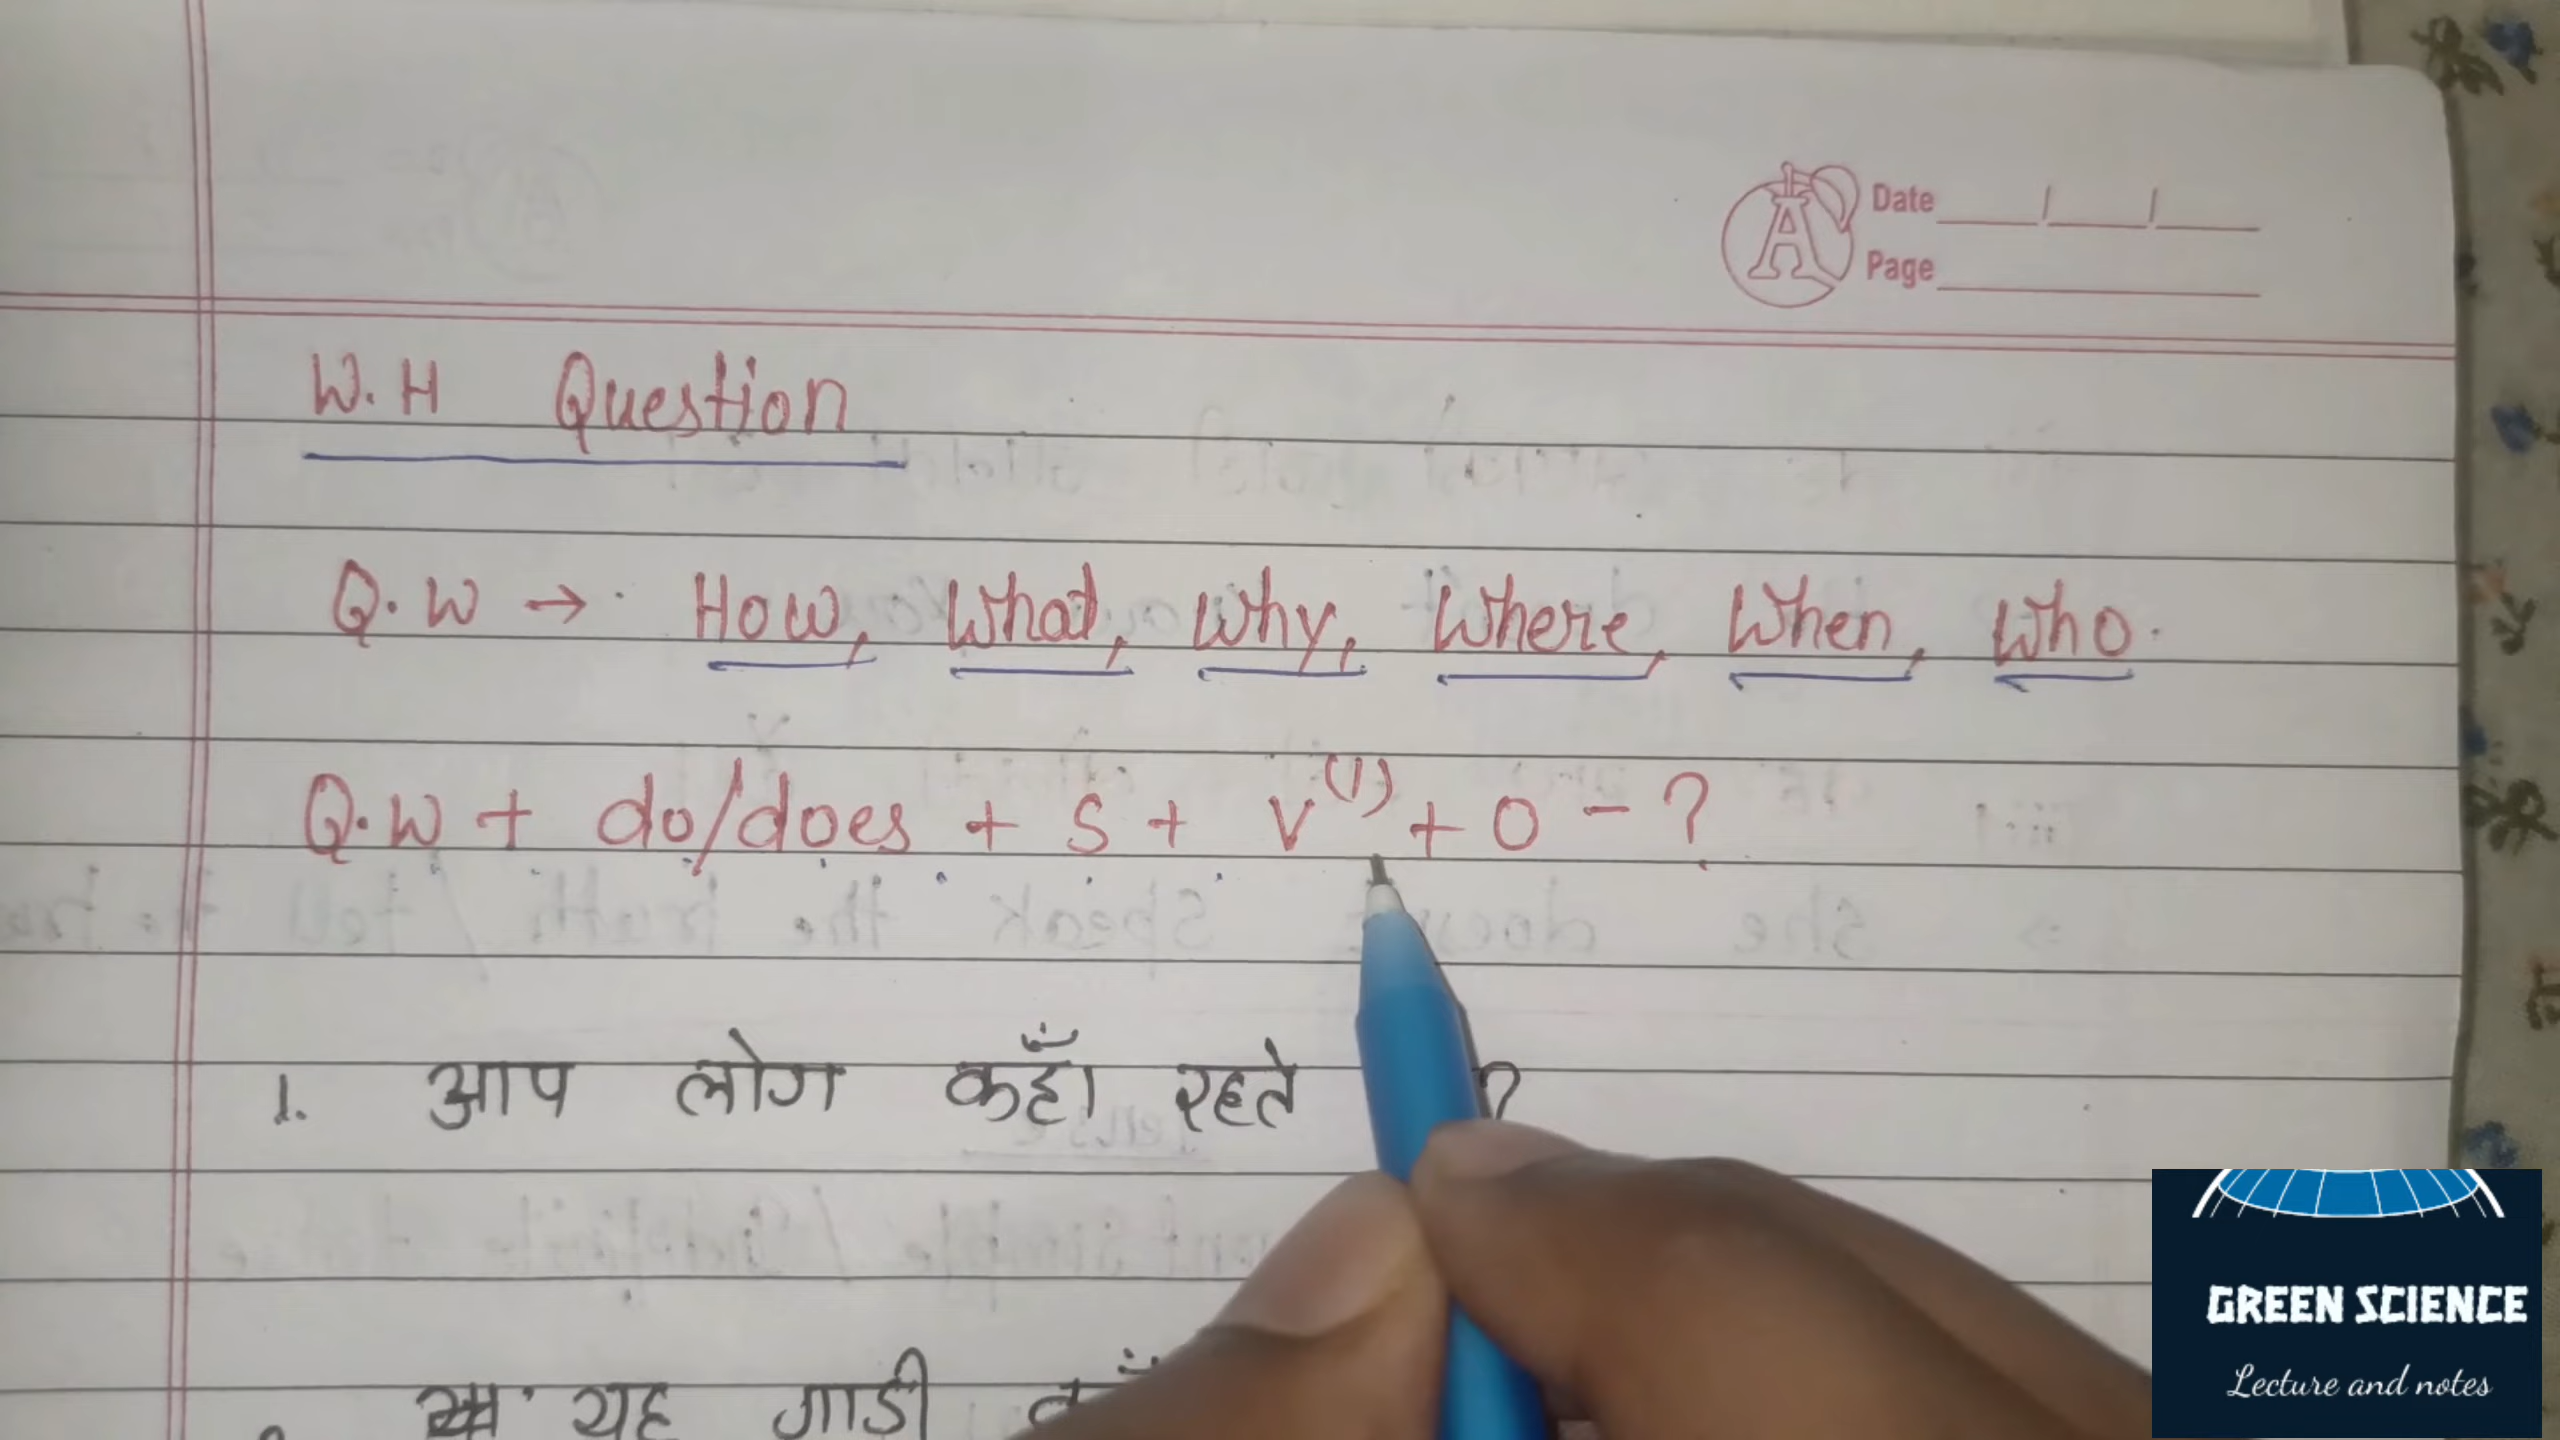 Date
Page
W.H Question
Q.W → How, What, Why, Where, When, Who.
Q.W + do/does + S + V(1) + O - ?
1. आप लोग कहाँ रहते ?
यह गाडी
GREEN SCIENCE
Lecture and notes